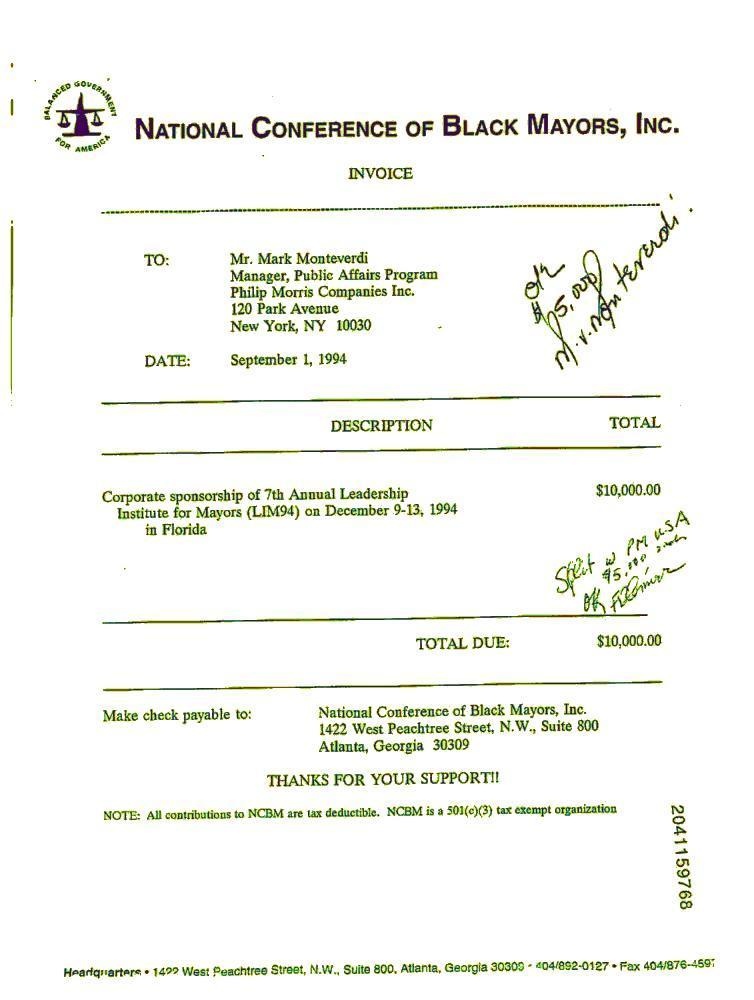 BALANCED GOVERNMENT
FOR AMERICA
NATIONAL CONFERENCE OF BLACK MAYORS, INC.
INVOICE
TO: Mr. Mark Monteverdi
Manager, Public Affairs Program
Philip Morris Companies Inc.
120 Park Avenue
New York, NY 10030
DATE: September 1, 1994
ok
$5,000
M.V. Monteverdi
DESCRIPTION TOTAL
Corporate sponsorship of 7th Annual Leadership $10,000.00
Institute for Mayors (LIM94) on December 9-13, 1994
in Florida
Split w PM USA
$5,000 each
OK
TOTAL DUE: $10,000.00
Make check payable to: National Conference of Black Mayors, Inc.
1422 West Peachtree Street, N.W., Suite 800
Atlanta, Georgia 30309
THANKS FOR YOUR SUPPORT!!
NOTE: All contributions to NCBM are tax deductible. NCBM is a 501(c)(3) tax exempt organization
2041159768
Headquarters • 1422 West Peachtree Street, N.W., Suite 800, Atlanta, Georgia 30309 • 404/892-0127 • Fax 404/876-4597